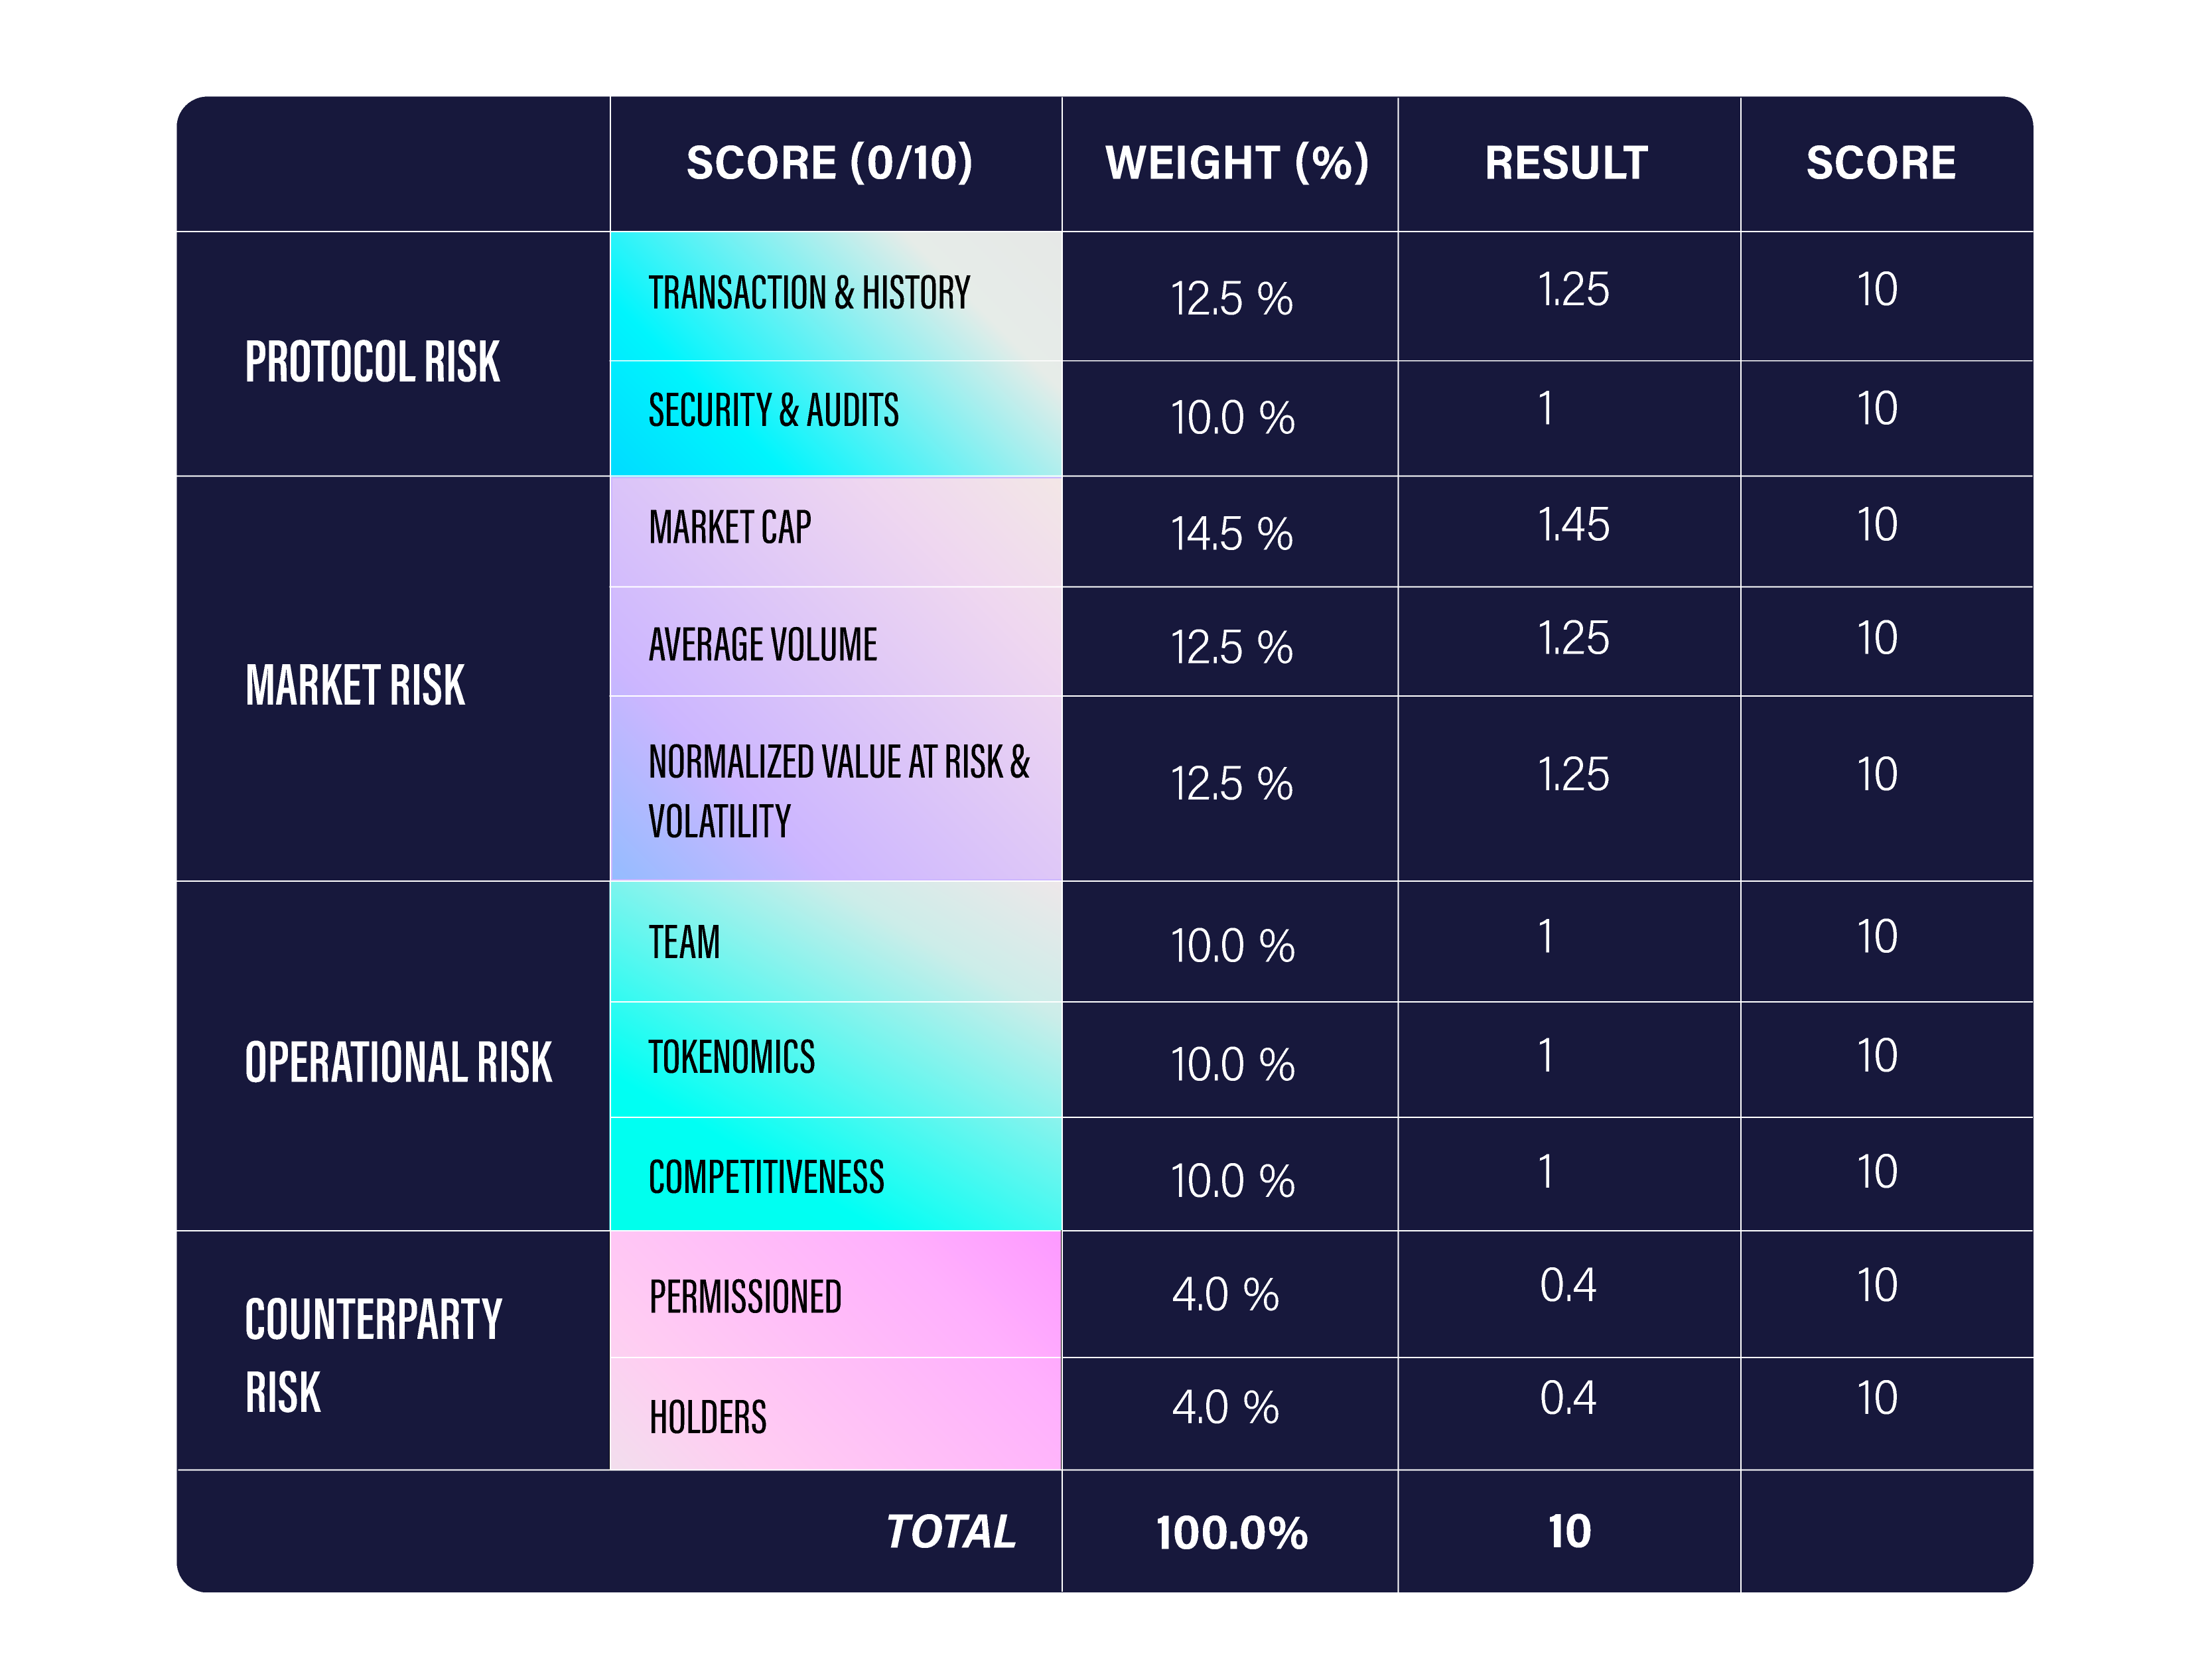 SCORE (0/10) WEIGHT (%) RESULT SCORE
PROTOCOL RISK
TRANSACTION & HISTORY 12.5 % 1.25 10
SECURITY & AUDITS 10.0 % 1 10
MARKET RISK
MARKET CAP 14.5 % 1.45 10
AVERAGE VOLUME 12.5 % 1.25 10
NORMALIZED VALUE AT RISK &
VOLATILITY 12.5 % 1.25 10
OPERATIONAL RISK
TEAM 10.0 % 1 10
TOKENOMICS 10.0 % 1 10
COMPETITIVENESS 10.0 % 1 10
COUNTERPARTY
RISK
PERMISSIONED 4.0 % 0.4 10
HOLDERS 4.0 % 0.4 10
TOTAL 100.0% 10